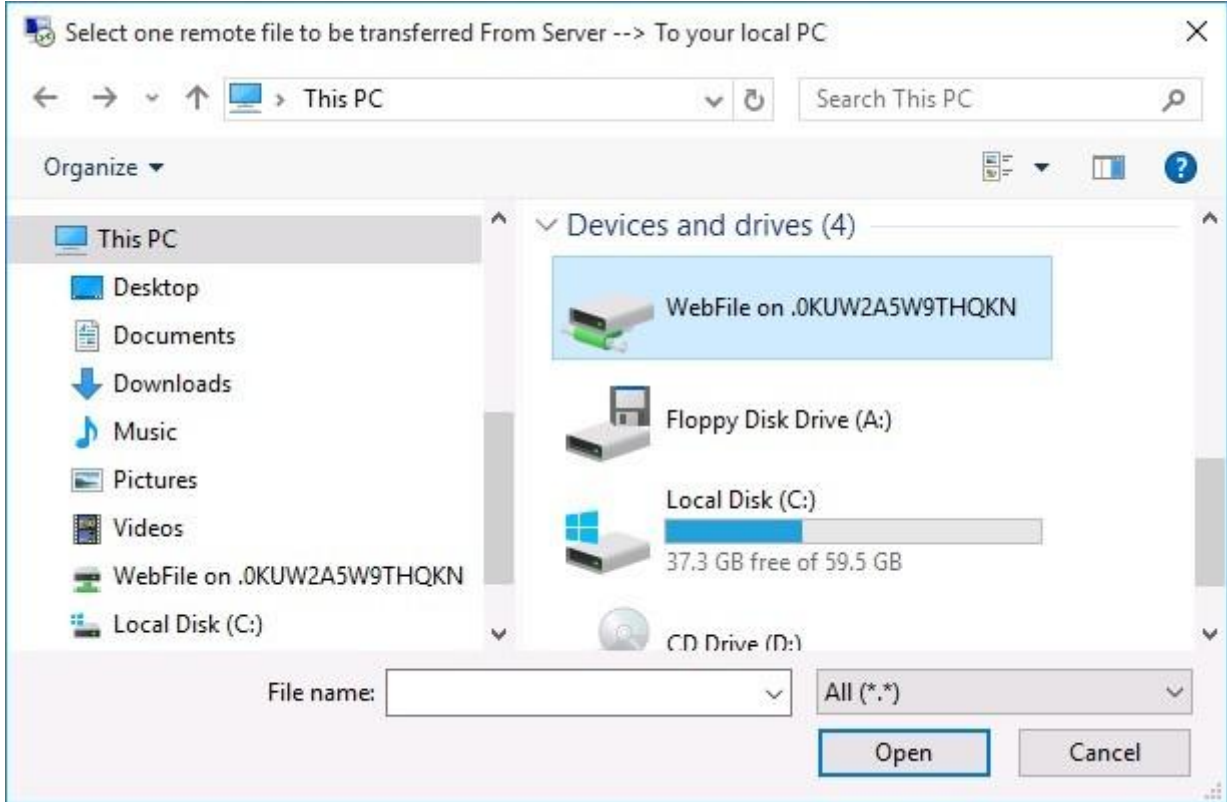 Select one remote file to be transferred From Server --> To your local PC
This PC
Search This PC
Organize
This PC
Desktop
Documents
Downloads
Music
Pictures
Videos
WebFile on .0KUW2A5W9THQKN
Local Disk (C:)
Devices and drives (4)
WebFile on .0KUW2A5W9THQKN
Floppy Disk Drive (A:)
Local Disk (C:)
37.3 GB free of 59.5 GB
CD Drive (D:)
File name:
All (*.*)
Open
Cancel